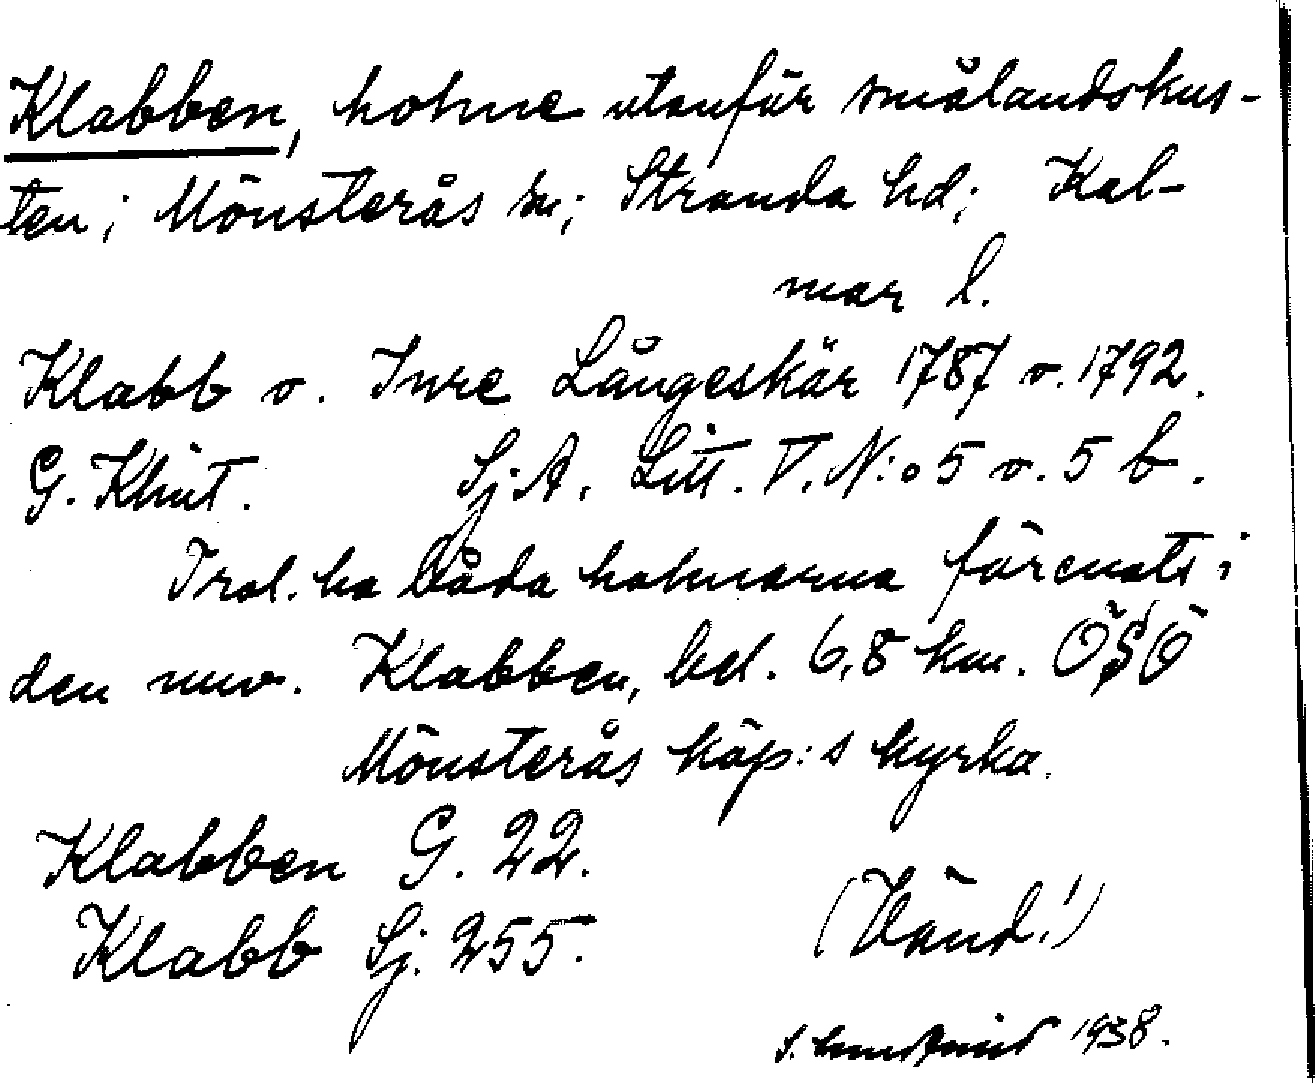 Klabben, holme utanför smålandskus-
ten; Mönsterås sn; Stranda hd; Kal-
mar l.
Klabb o. Inre Långeskär 1787 o. 1792.
G. Klint. Sj. A. Litt. V. N:o 5 o. 5 b.
Trol. ha båda holmarna förenats i
den nuv. Klabben, bel. 6,8 km. ÖSÖ
Mönsterås köp:s kyrka.
Klabben G. 22.
Klabb Sj. 255.
(Vänd!)
1938.